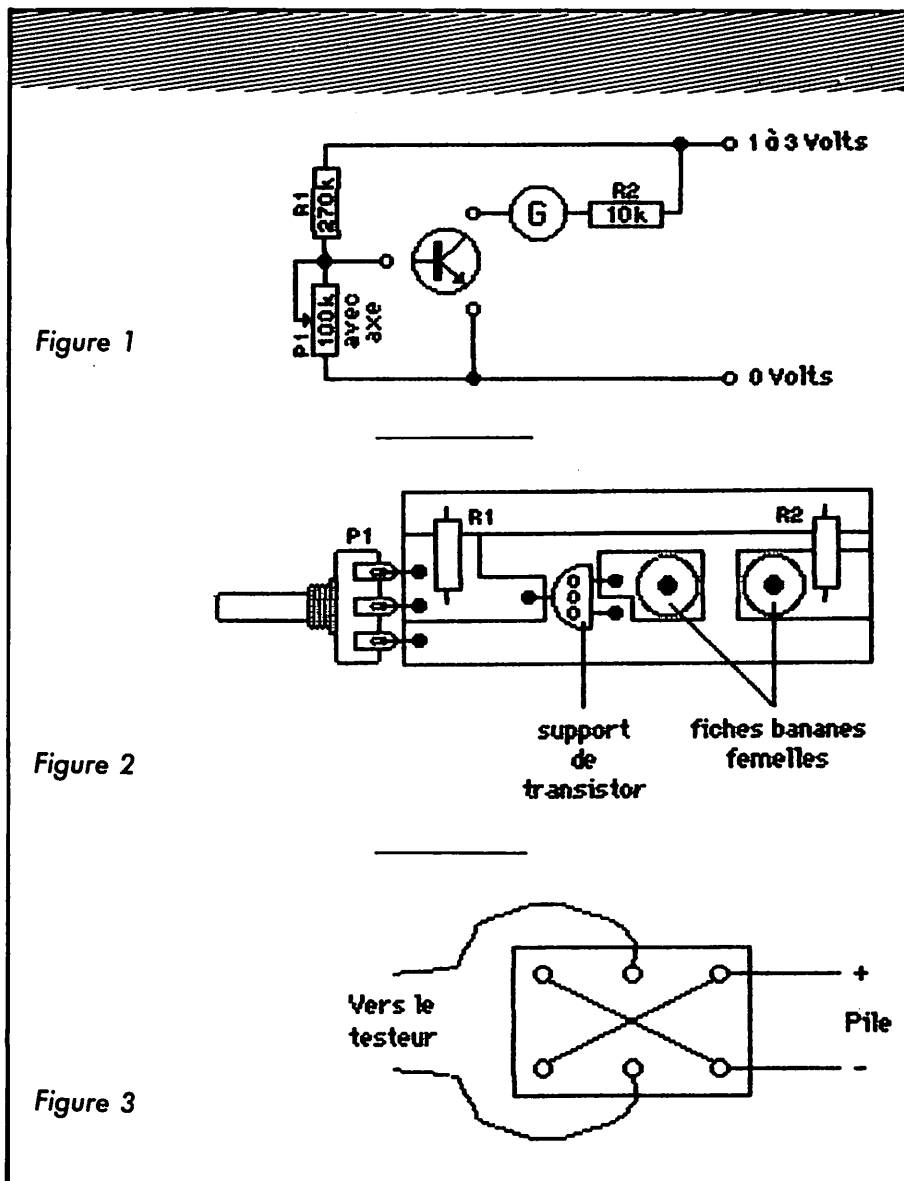 1 à 3 Volts
R1
270k
G
R2
10k
P1
100k
avec
axe
0 Volts
Figure 1
P1
R1
R2
support
de
transistor
fiches bananes
femelles
Figure 2
Vers le
testeur
+
Pile
-
Figure 3